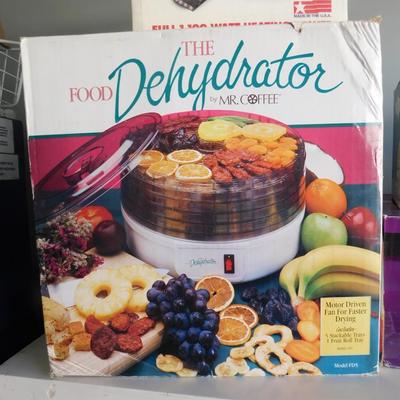 MADE IN THE U.S.A.
THE
FOOD Dehydrator
by MR. COFFEE
Dehydrator
Motor Driven
Fan For Faster
Drying
includes
5 Stackable Trays
1 Fruit Roll Tray
Model FD5